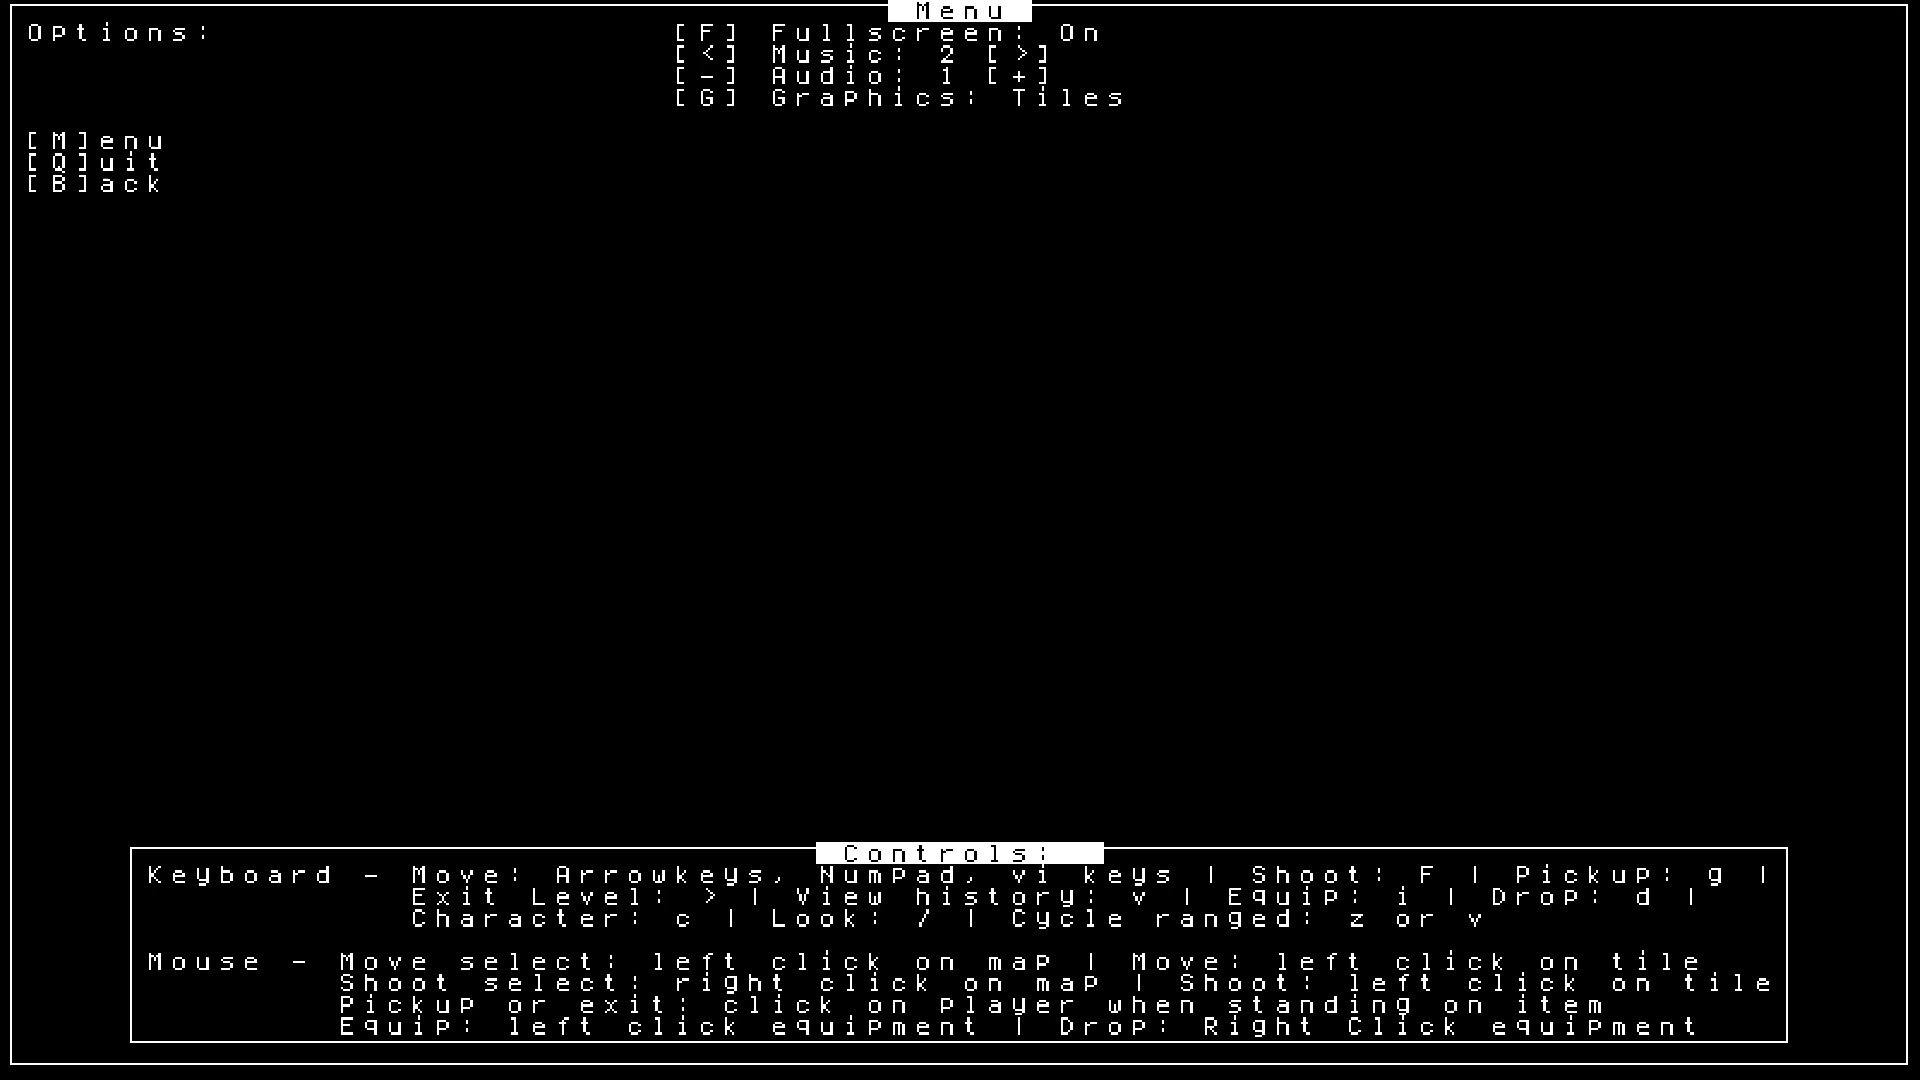 Menu
Options: [F] Fullscreen: On
[<] Music: 2 [>]
[-] Audio: 1 [+]
[G] Graphics: Tiles
[M]enu
[Q]uit
[B]ack
Controls:
Keyboard - Move: Arrowkeys, Numpad, vi keys | Shoot: F | Pickup: g |
Exit Level: > | View history: v | Equip: i | Drop: d |
Character: c | Look: / | Cycle ranged: z or v
Mouse - Move select: left click on map | Move: left click on tile
Shoot select: right click on map | Shoot: left click on tile
Pickup or exit: click on player when standing on item
Equip: left click equipment | Drop: Right Click equipment